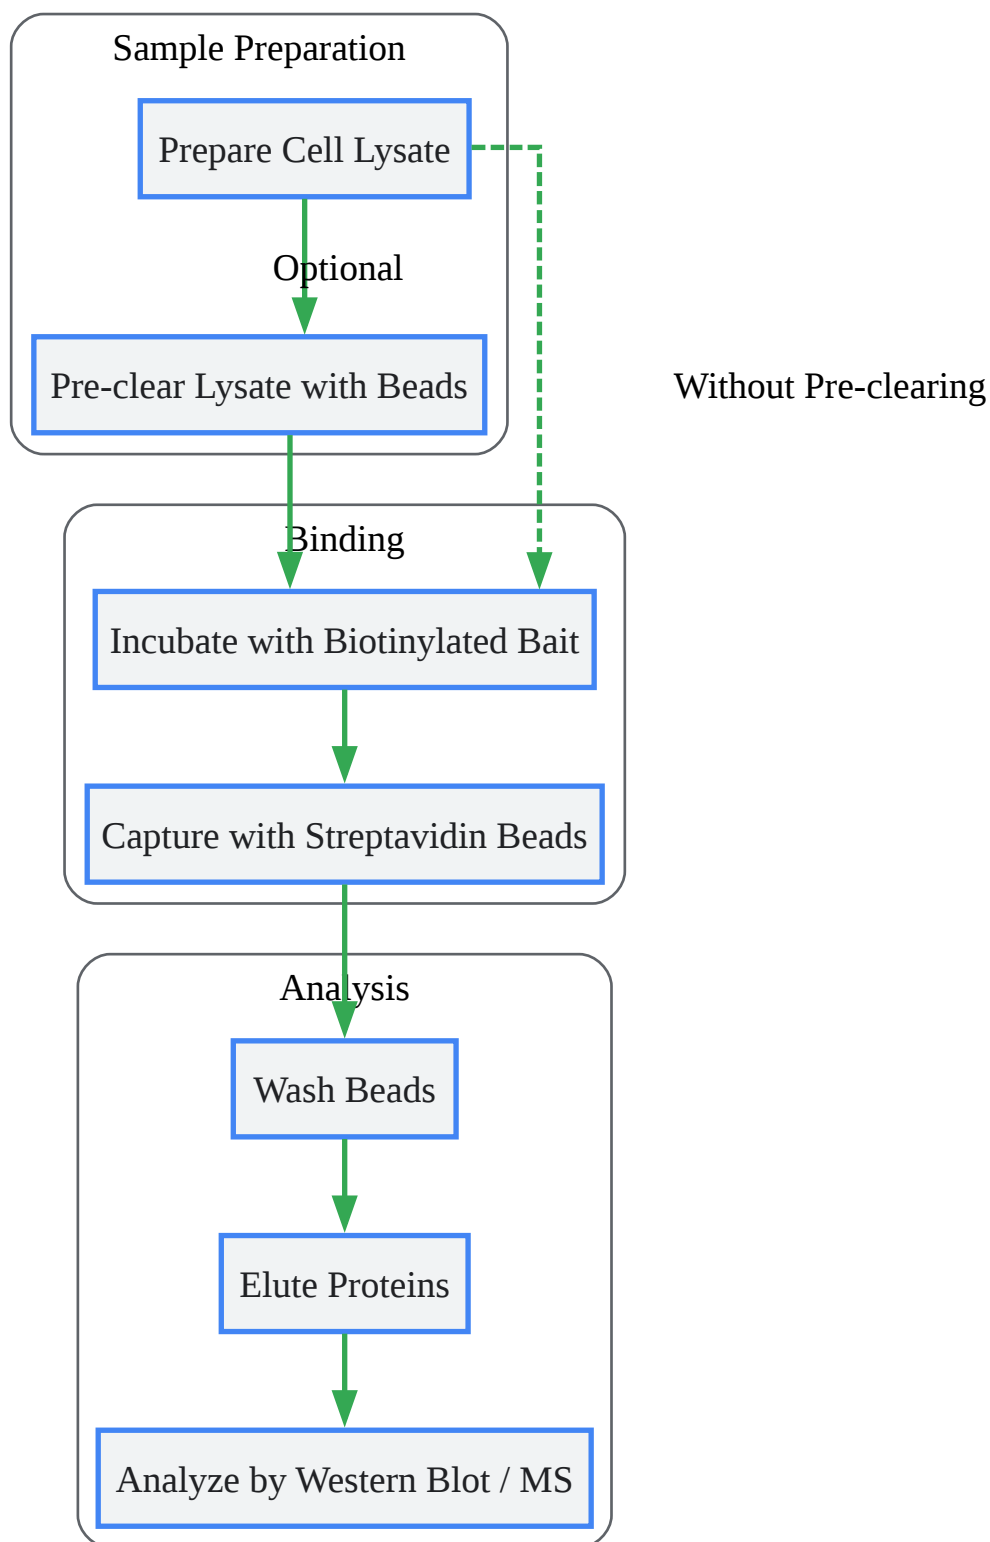 Sample Preparation
Prepare Cell Lysate
Optional
Pre-clear Lysate with Beads
Without Pre-clearing
Binding
Incubate with Biotinylated Bait
Capture with Streptavidin Beads
Analysis
Wash Beads
Elute Proteins
Analyze by Western Blot / MS